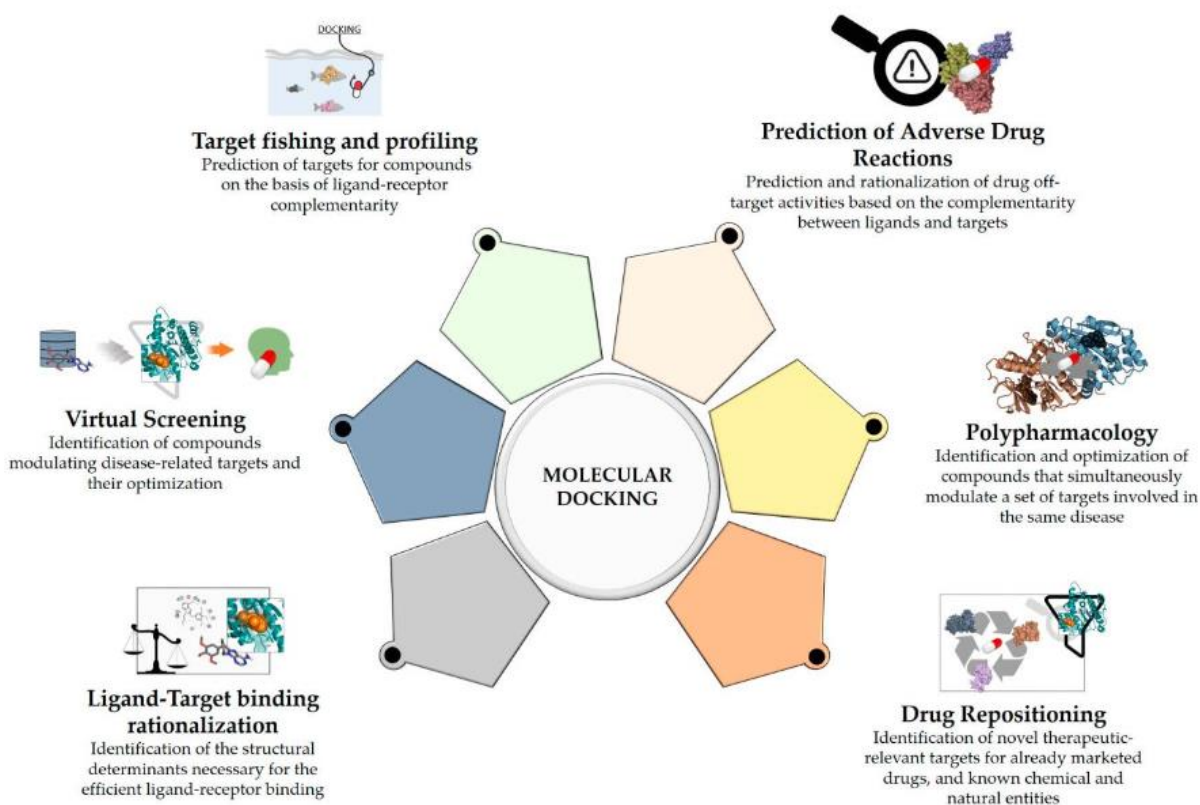 DOCKING
Target fishing and profiling
Prediction of targets for compounds
on the basis of ligand-receptor
complementarity
Prediction of Adverse Drug
Reactions
Prediction and rationalization of drug off-
target activities based on the complementarity
between ligands and targets
Virtual Screening
Identification of compounds
modulating disease-related targets and
their optimization
MOLECULAR
DOCKING
Polypharmacology
Identification and optimization of
compounds that simultaneously
modulate a set of targets involved in
the same disease
Ligand-Target binding
rationalization
Identification of the structural
determinants necessary for the
efficient ligand-receptor binding
Drug Repositioning
Identification of novel therapeutic-
relevant targets for already marketed
drugs, and known chemical and
natural entities